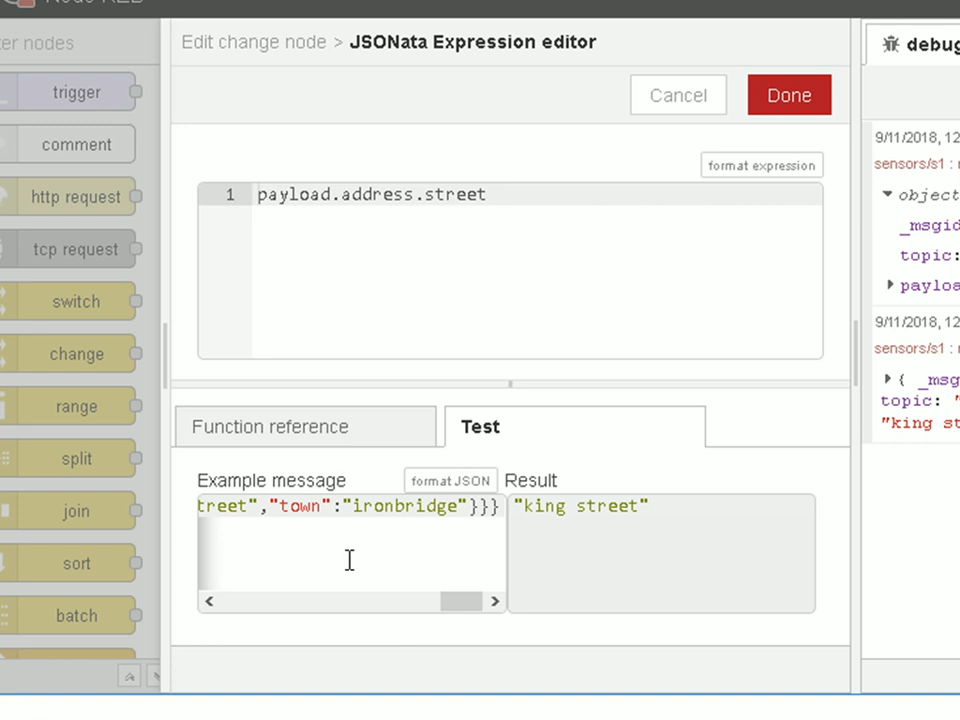 ter nodes
trigger
comment
http request
tcp request
switch
change
range
split
join
sort
batch
Edit change node > JSONata Expression editor
Cancel
Done
format expression
1 payload.address.street
Function reference
Test
Example message
format JSON
Result
treet","town":"ironbridge"}}}
"king street"
debug
9/11/2018, 12
sensors/s1 :
object
_msgid
topic:
payloa
9/11/2018, 12
sensors/s1 :
{ _msg
topic: "
"king st